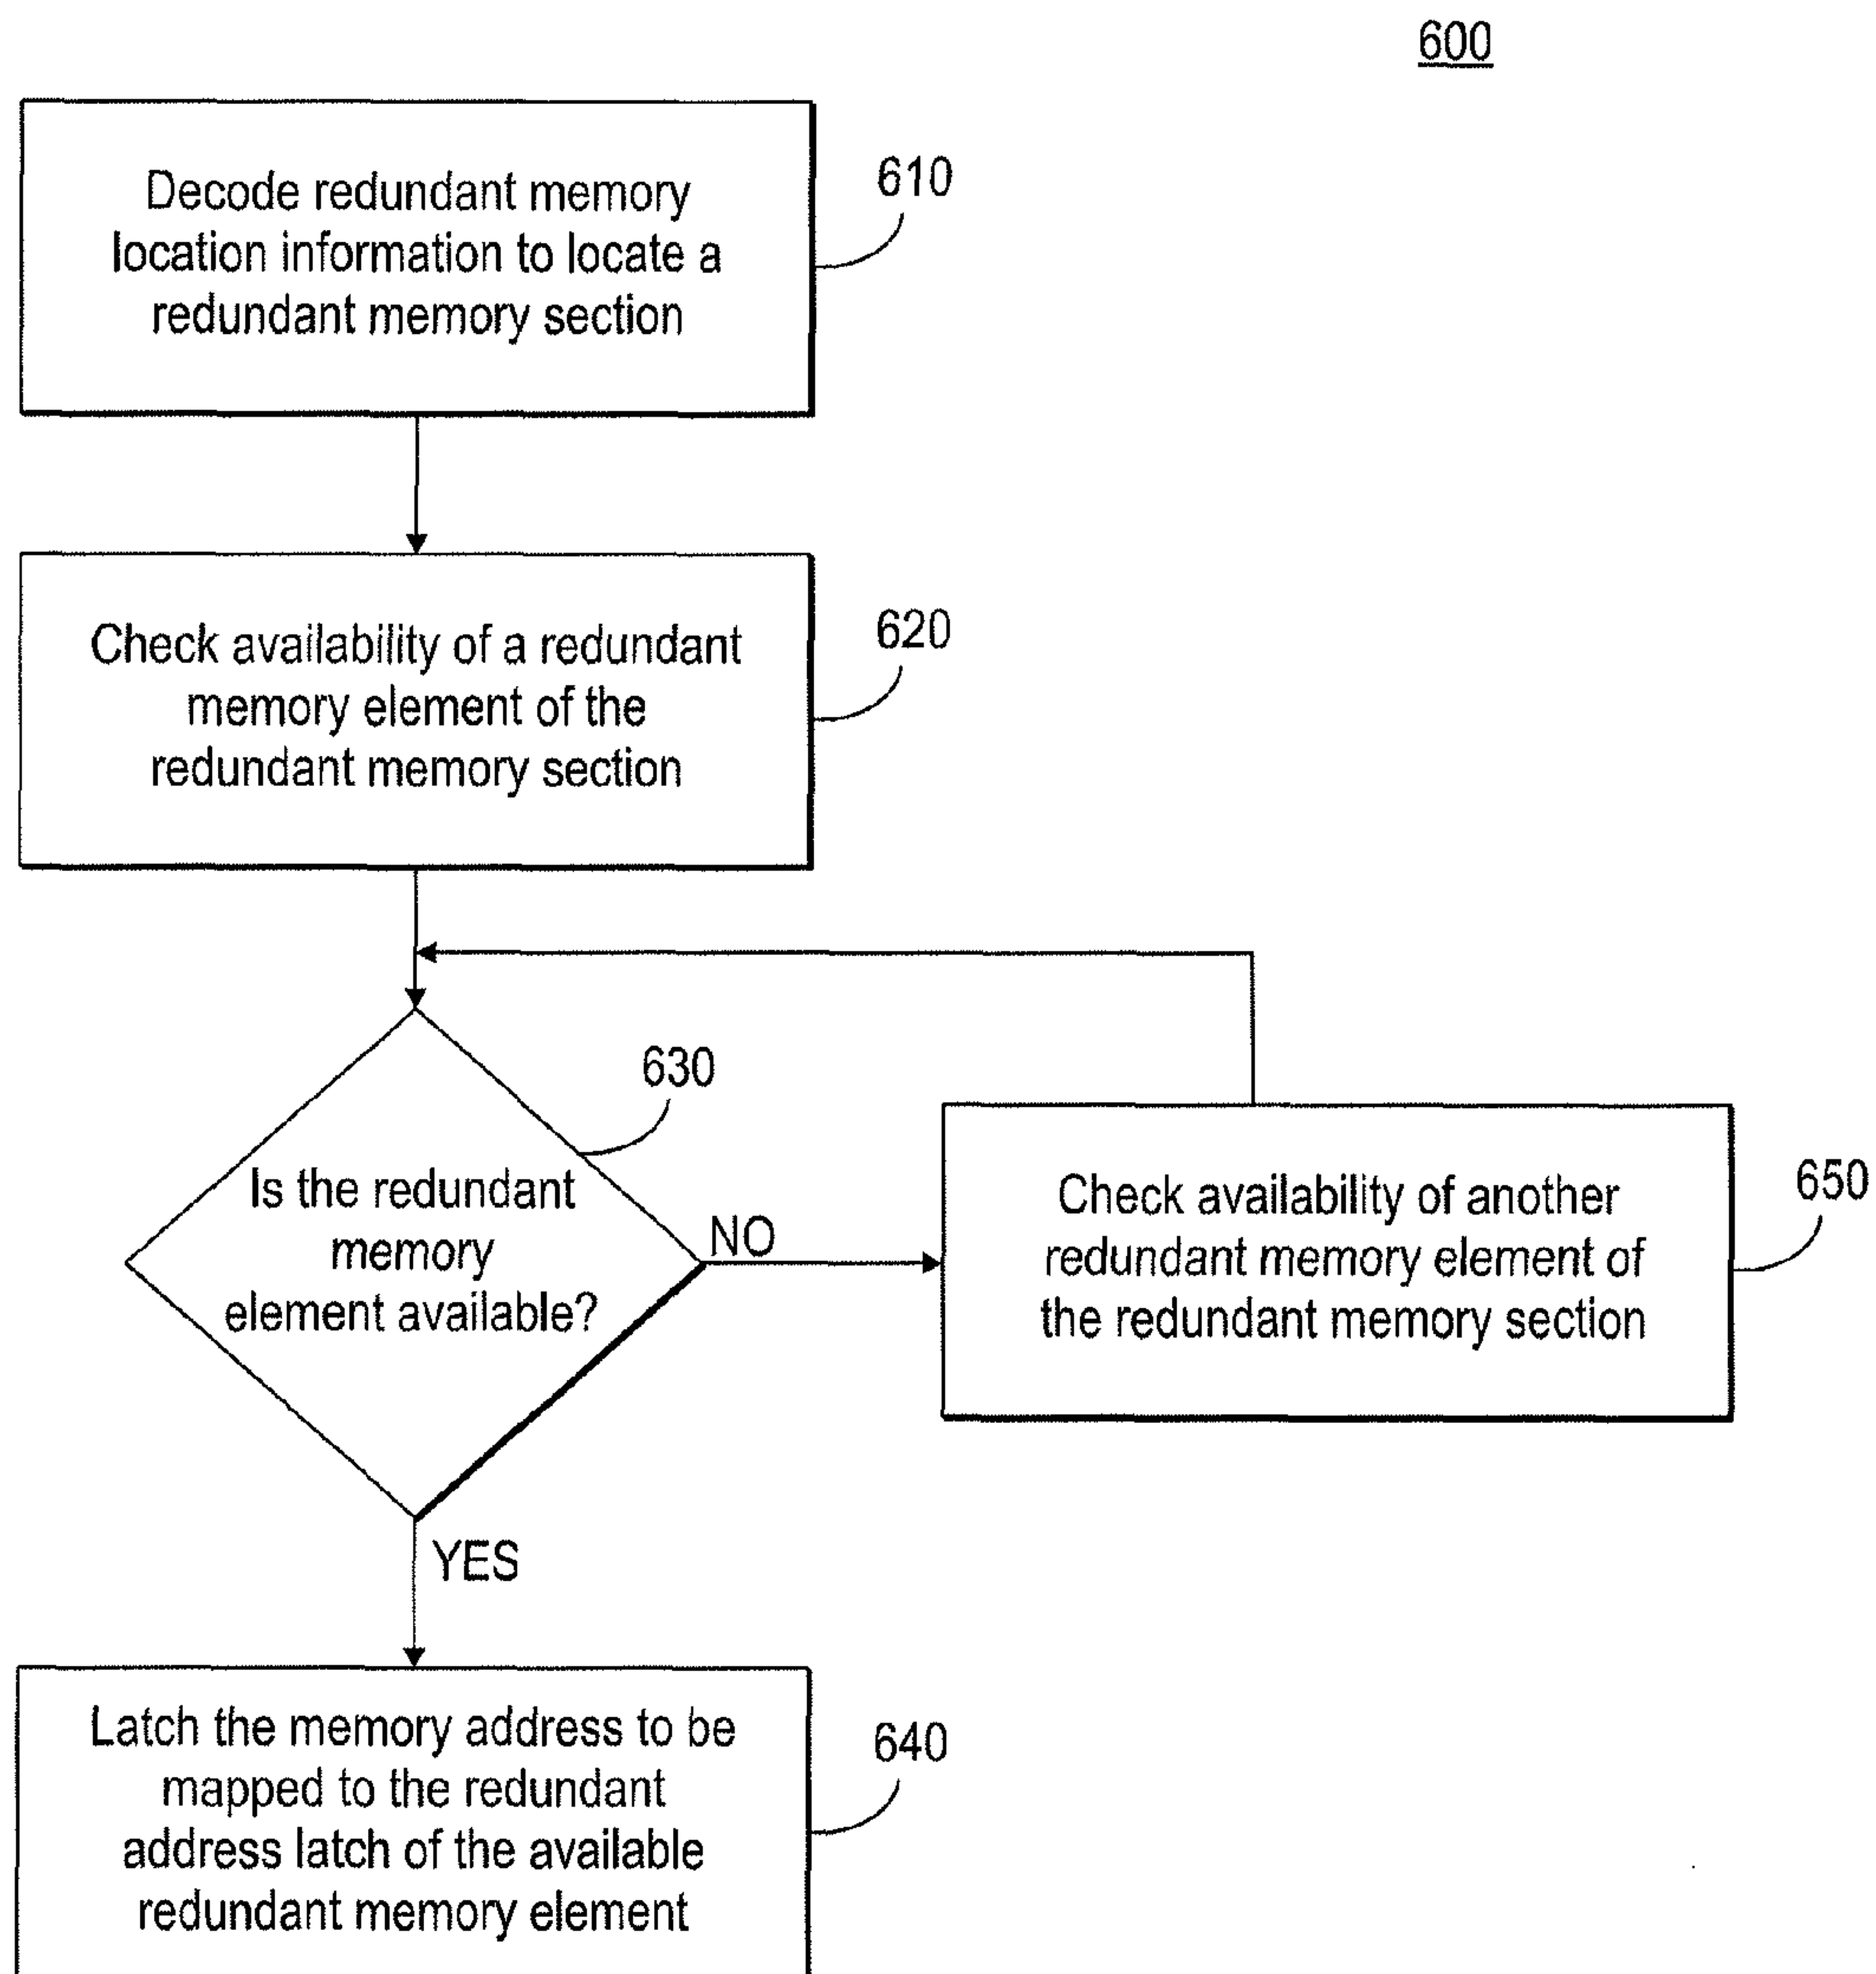 600
Decode redundant memory
location information to locate a
redundant memory section
610
Check availability of a redundant
memory element of the
redundant memory section
620
630
Is the redundant
memory
element available?
NO
Check availability of another
redundant memory element of
the redundant memory section
650
YES
Latch the memory address to be
mapped to the redundant
address latch of the available
redundant memory element
640